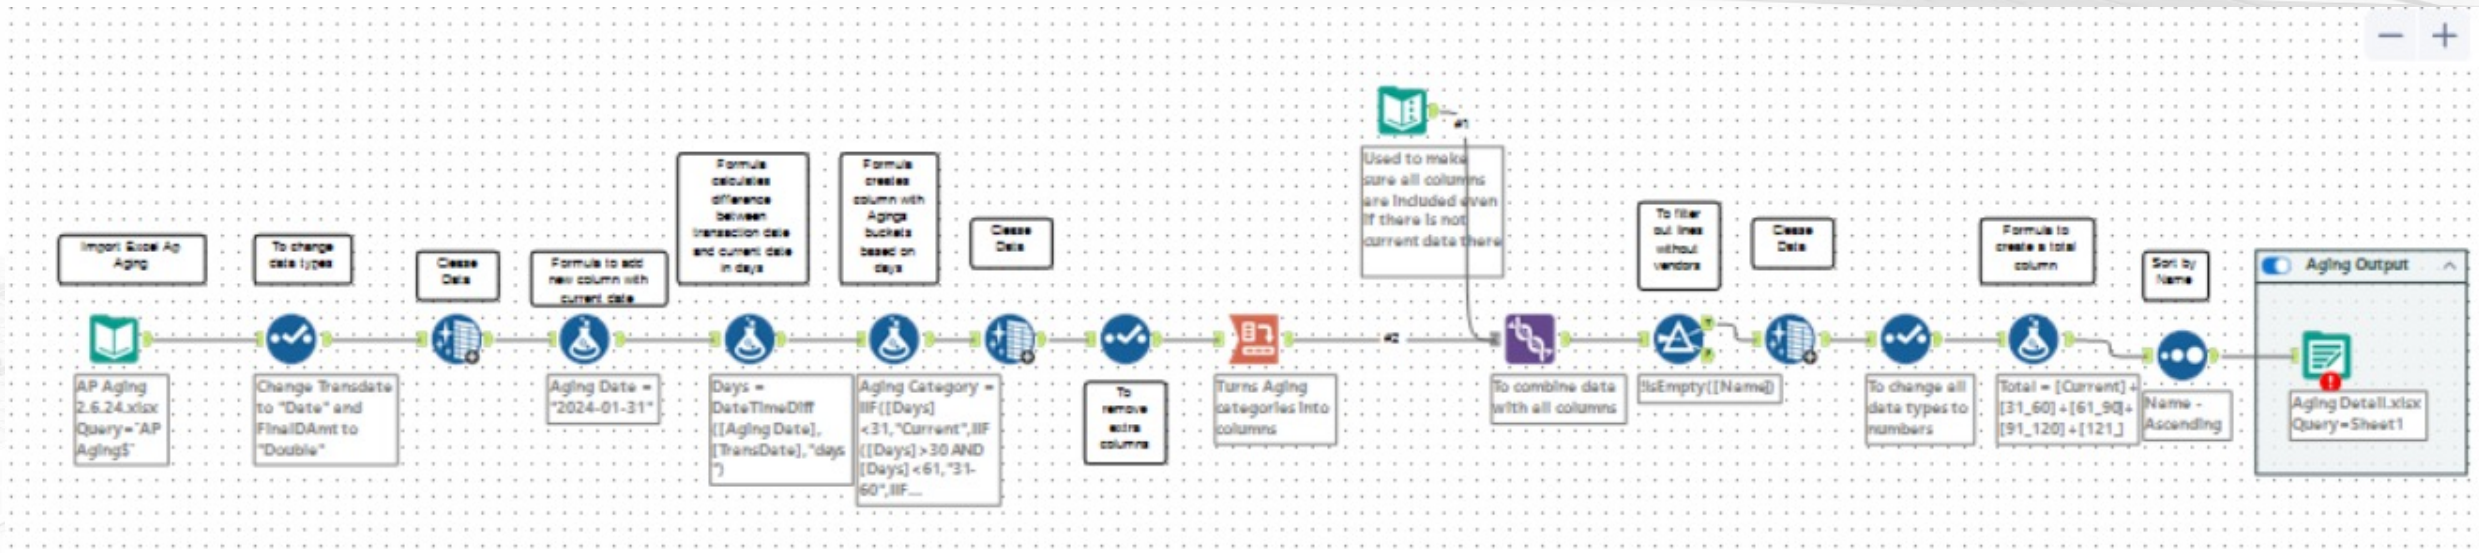 Import Excel Ap
Aging
To change
data types
Clease
Data
Formula to add
new column with
current date
Formula
calculates
difference
between
transaction date
and current date
in days
Formula
creates
column with
Agings
buckets
based on
days
Clease
Data
#1
Used to make
sure all columns
are included even
if there is not
current data there
To filter
out lines
without
vendors
Clease
Data
Formula to
create a total
column
Sort by
Name
Aging Output
#2
AP Aging
2.6.24.xlsx
Query=`AP
Aging$`
Change Transdate
to "Date" and
FinalDAmt to
"Double"
Aging Date =
"2024-01-31"
Days =
DateTimeDiff
([Aging Date],
[TransDate],"days
")
Aging Category =
IIF([Days]
<31,"Current",IIF
([Days]>30 AND
[Days]<61,"31-
60",IIF...
To
remove
extra
columns
Turns Aging
categories into
columns
To combine data
with all columns
T
F
!IsEmpty([Name])
To change all
data types to
numbers
Total = [Current]+
[31_60]+[61_90]+
[91_120]+[121_]
Name -
Ascending
Aging Detail.xlsx
Query=Sheet1